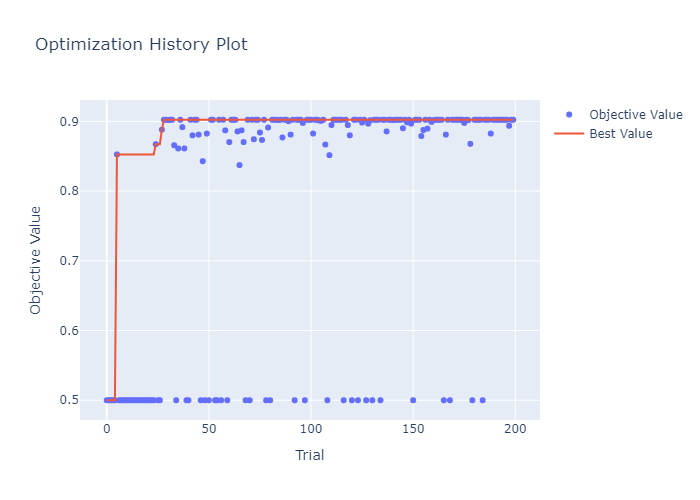 Optimization History Plot
Objective Value
Best Value
0.9
0.8
0.7
0.6
0.5
Objective Value
0
50
100
150
200
Trial